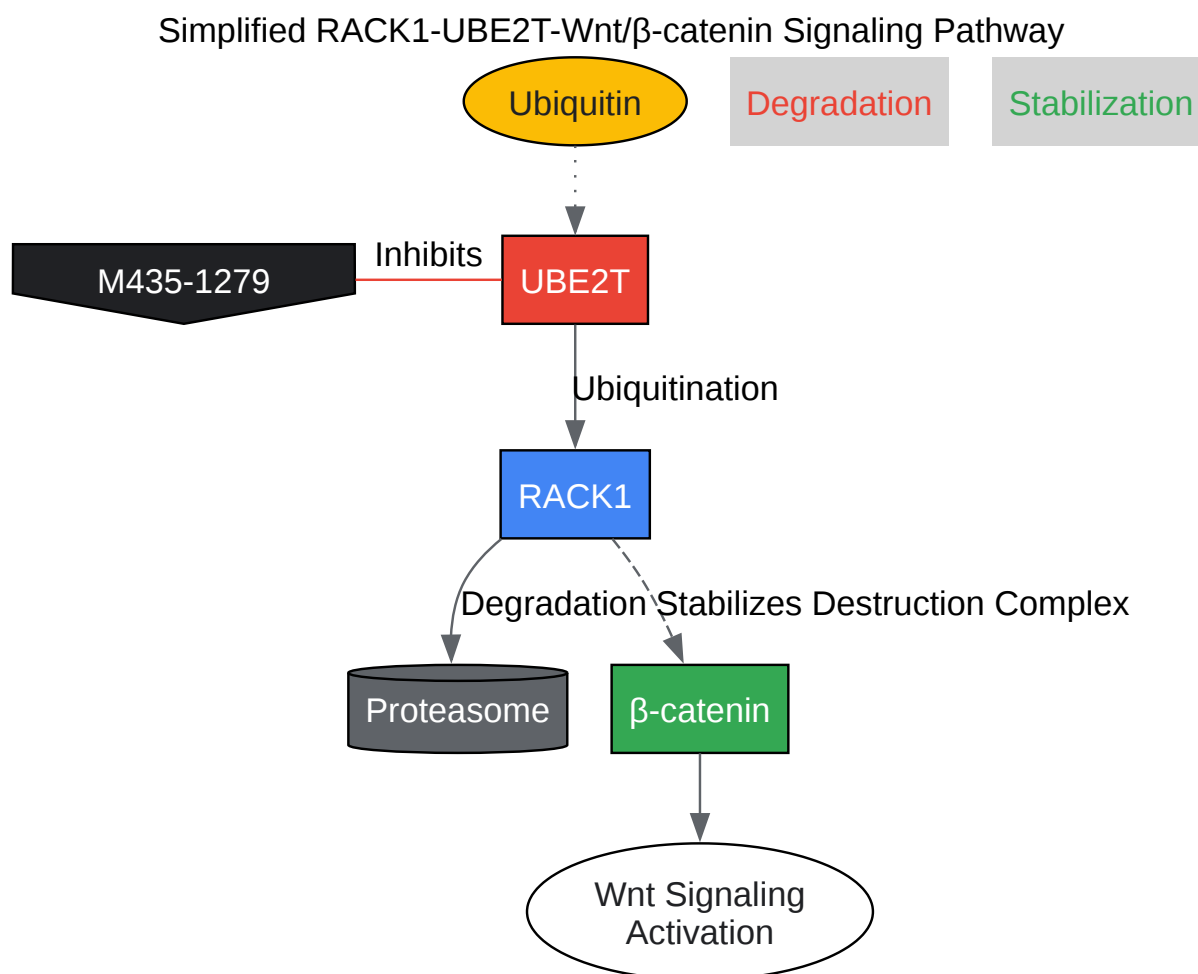 Simplified RACK1-UBE2T-Wnt/β-catenin Signaling Pathway
Ubiquitin
Degradation
Stabilization
M435-1279
Inhibits
UBE2T
Ubiquitination
RACK1
Degradation
Stabilizes Destruction Complex
Proteasome
β-catenin
Wnt Signaling
Activation